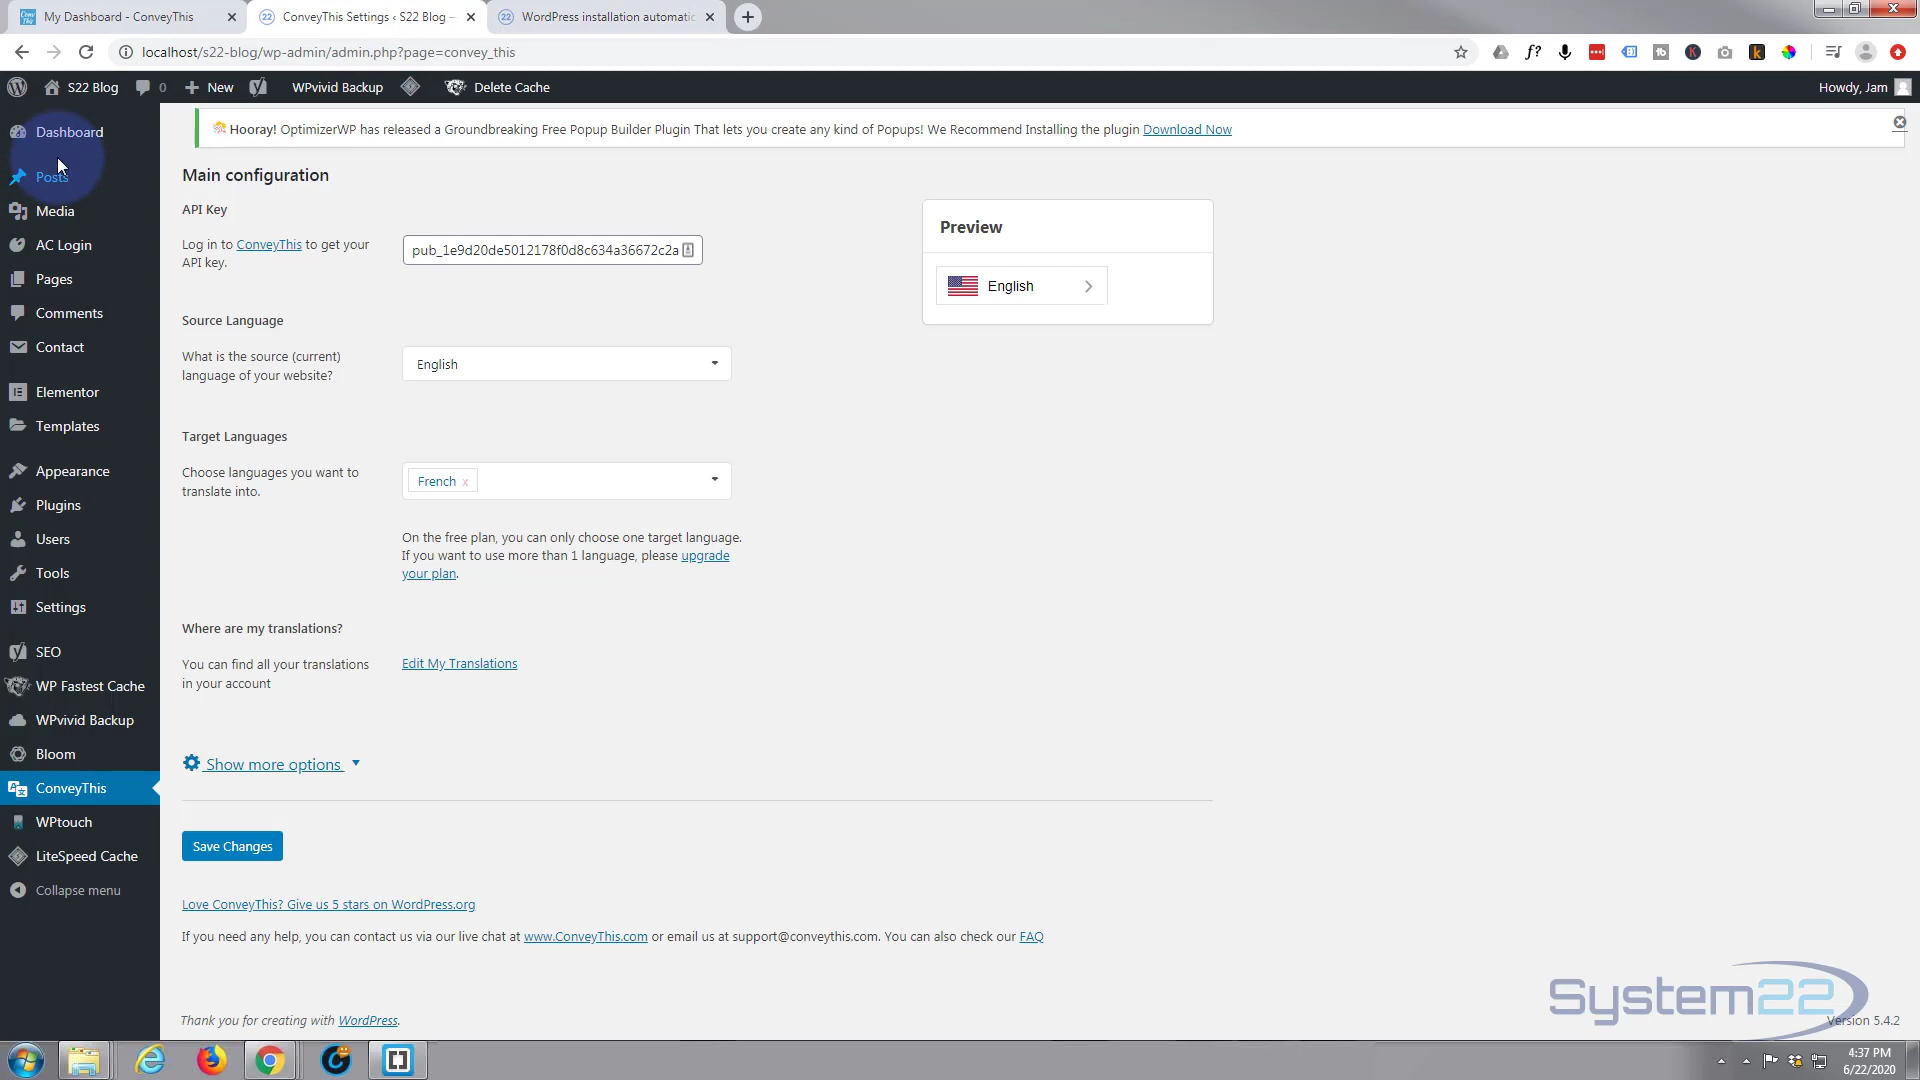 My Dashboard - ConveyThis
ConveyThis Settings ‹ S22 Blog —
WordPress installation automatic
localhost/s22-blog/wp-admin/admin.php?page=convey_this
S22 Blog
0
New
WPvivid Backup
Delete Cache
Howdy, Jam
Dashboard
Posts
Media
AC Login
Pages
Comments
Contact
Elementor
Templates
Appearance
Plugins
Users
Tools
Settings
SEO
WP Fastest Cache
WPvivid Backup
Bloom
ConveyThis
WPtouch
LiteSpeed Cache
Collapse menu
Hooray! OptimizerWP has released a Groundbreaking Free Popup Builder Plugin That lets you create any kind of Popups! We Recommend Installing the plugin Download Now
Main configuration
API Key
Log in to ConveyThis to get your
API key.
pub_1e9d20de5012178f0d8c634a36672c2a
Source Language
What is the source (current)
language of your website?
English
Target Languages
Choose languages you want to
translate into.
French x
On the free plan, you can only choose one target language.
If you want to use more than 1 language, please upgrade
your plan.
Where are my translations?
You can find all your translations
in your account
Edit My Translations
Show more options
Save Changes
Love ConveyThis? Give us 5 stars on WordPress.org
If you need any help, you can contact us via our live chat at www.ConveyThis.com or email us at support@conveythis.com. You can also check our FAQ
Thank you for creating with WordPress.
Preview
English
System22
Version 5.4.2
4:37 PM
6/22/2020